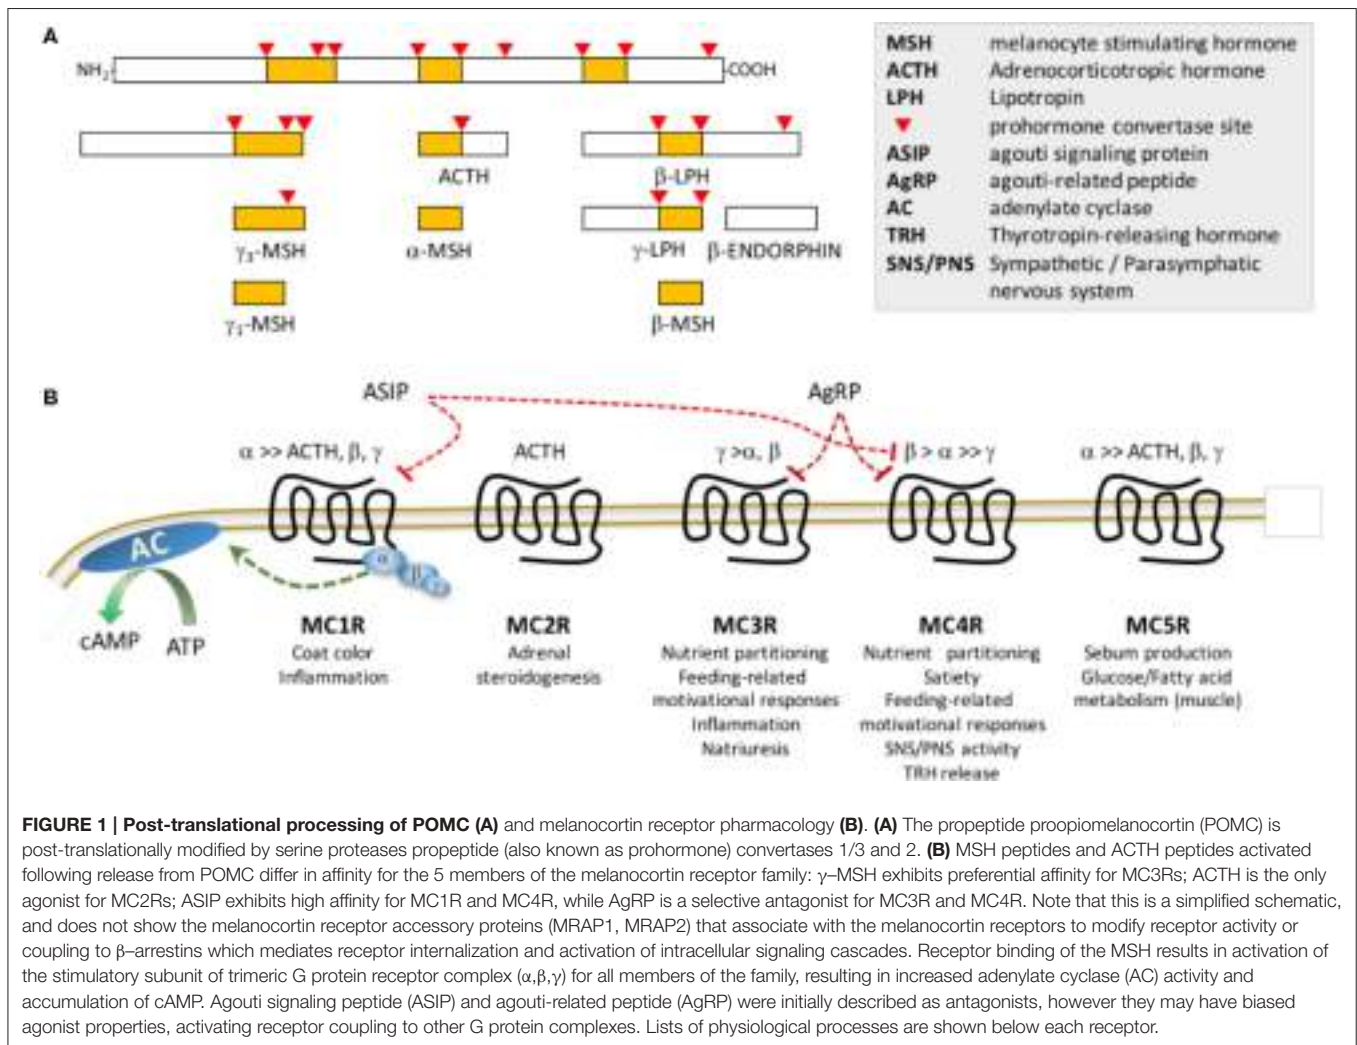 A
NH2
COOH
ACTH
β-LPH
γ3-MSH
α-MSH
γ-LPH
β-ENDORPHIN
γ1-MSH
β-MSH
MSH melanocyte stimulating hormone
ACTH Adrenocorticotropic hormone
LPH Lipotropin
prohormone convertase site
ASIP agouti signaling protein
AgRP agouti-related peptide
AC adenylate cyclase
TRH Thyrotropin-releasing hormone
SNS/PNS Sympathetic / Parasymphatic
nervous system
B
ASIP
AgRP
α >> ACTH, β, γ
ACTH
γ >α, β
β > α >> γ
α >> ACTH, β, γ
AC
α
β
γ
cAMP
ATP
MC1R
Coat color
Inflammation
MC2R
Adrenal
steroidogenesis
MC3R
Nutrient partitioning
Feeding-related
motivational responses
Inflammation
Natriuresis
MC4R
Nutrient partitioning
Satiety
Feeding-related
motivational responses
SNS/PNS activity
TRH release
MC5R
Sebum production
Glucose/Fatty acid
metabolism (muscle)
FIGURE 1 | Post-translational processing of POMC (A) and melanocortin receptor pharmacology (B). (A) The propeptide proopiomelanocortin (POMC) is
post-translationally modified by serine proteases propeptide (also known as prohormone) convertases 1/3 and 2. (B) MSH peptides and ACTH peptides activated
following release from POMC differ in affinity for the 5 members of the melanocortin receptor family: γ–MSH exhibits preferential affinity for MC3Rs; ACTH is the only
agonist for MC2Rs; ASIP exhibits high affinity for MC1R and MC4R, while AgRP is a selective antagonist for MC3R and MC4R. Note that this is a simplified schematic,
and does not show the melanocortin receptor accessory proteins (MRAP1, MRAP2) that associate with the melanocortin receptors to modify receptor activity or
coupling to β–arrestins which mediates receptor internalization and activation of intracellular signaling cascades. Receptor binding of the MSH results in activation of
the stimulatory subunit of trimeric G protein receptor complex (α,β,γ) for all members of the family, resulting in increased adenylate cyclase (AC) activity and
accumulation of cAMP. Agouti signaling peptide (ASIP) and agouti-related peptide (AgRP) were initially described as antagonists, however they may have biased
agonist properties, activating receptor coupling to other G protein complexes. Lists of physiological processes are shown below each receptor.